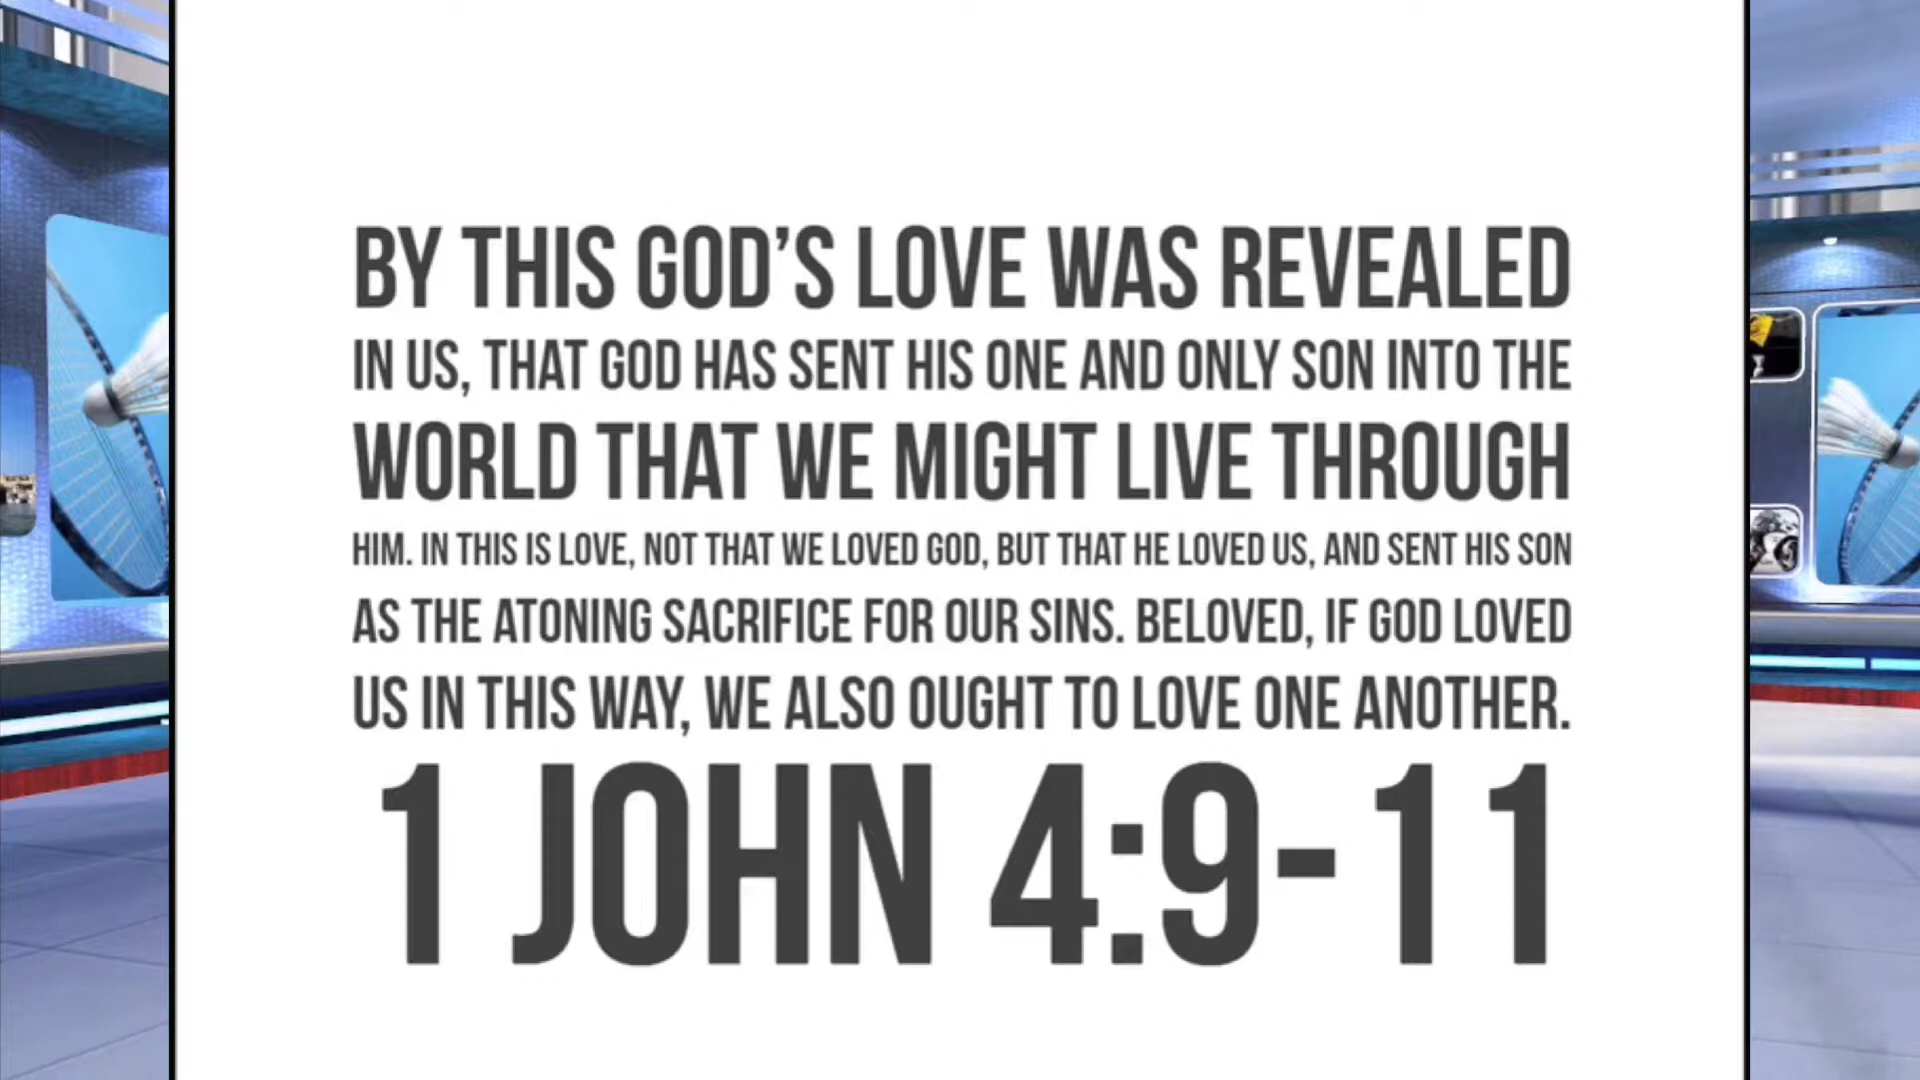 BY THIS GOD’S LOVE WAS REVEALED
IN US, THAT GOD HAS SENT HIS ONE AND ONLY SON INTO THE
WORLD THAT WE MIGHT LIVE THROUGH
HIM. IN THIS IS LOVE, NOT THAT WE LOVED GOD, BUT THAT HE LOVED US, AND SENT HIS SON
AS THE ATONING SACRIFICE FOR OUR SINS. BELOVED, IF GOD LOVED
US IN THIS WAY, WE ALSO OUGHT TO LOVE ONE ANOTHER.
1 JOHN 4:9-11